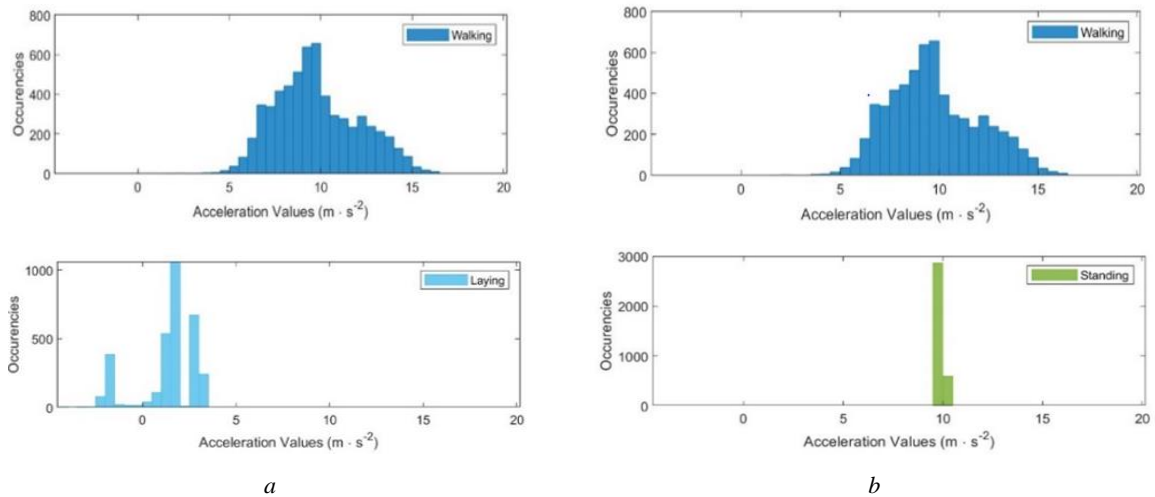 800
600
400
200
0
Occurencies
Walking
0 5 10 15 20
Acceleration Values (m · s-2)
1000
500
0
Occurencies
Laying
0 5 10 15 20
Acceleration Values (m · s-2)
a
800
600
400
200
0
Occurencies
Walking
0 5 10 15 20
Acceleration Values (m · s-2)
3000
2000
1000
0
Occurencies
Standing
0 5 10 15 20
Acceleration Values (m · s-2)
b